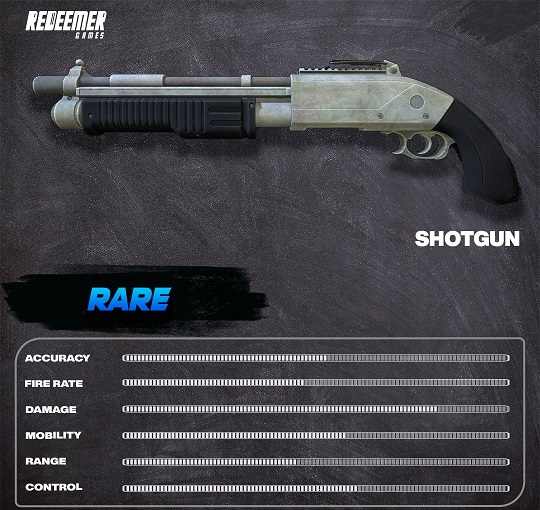 REDEEMER
GAMES
SHOTGUN
RARE
ACCURACY
FIRE RATE
DAMAGE
MOBILITY
RANGE
CONTROL